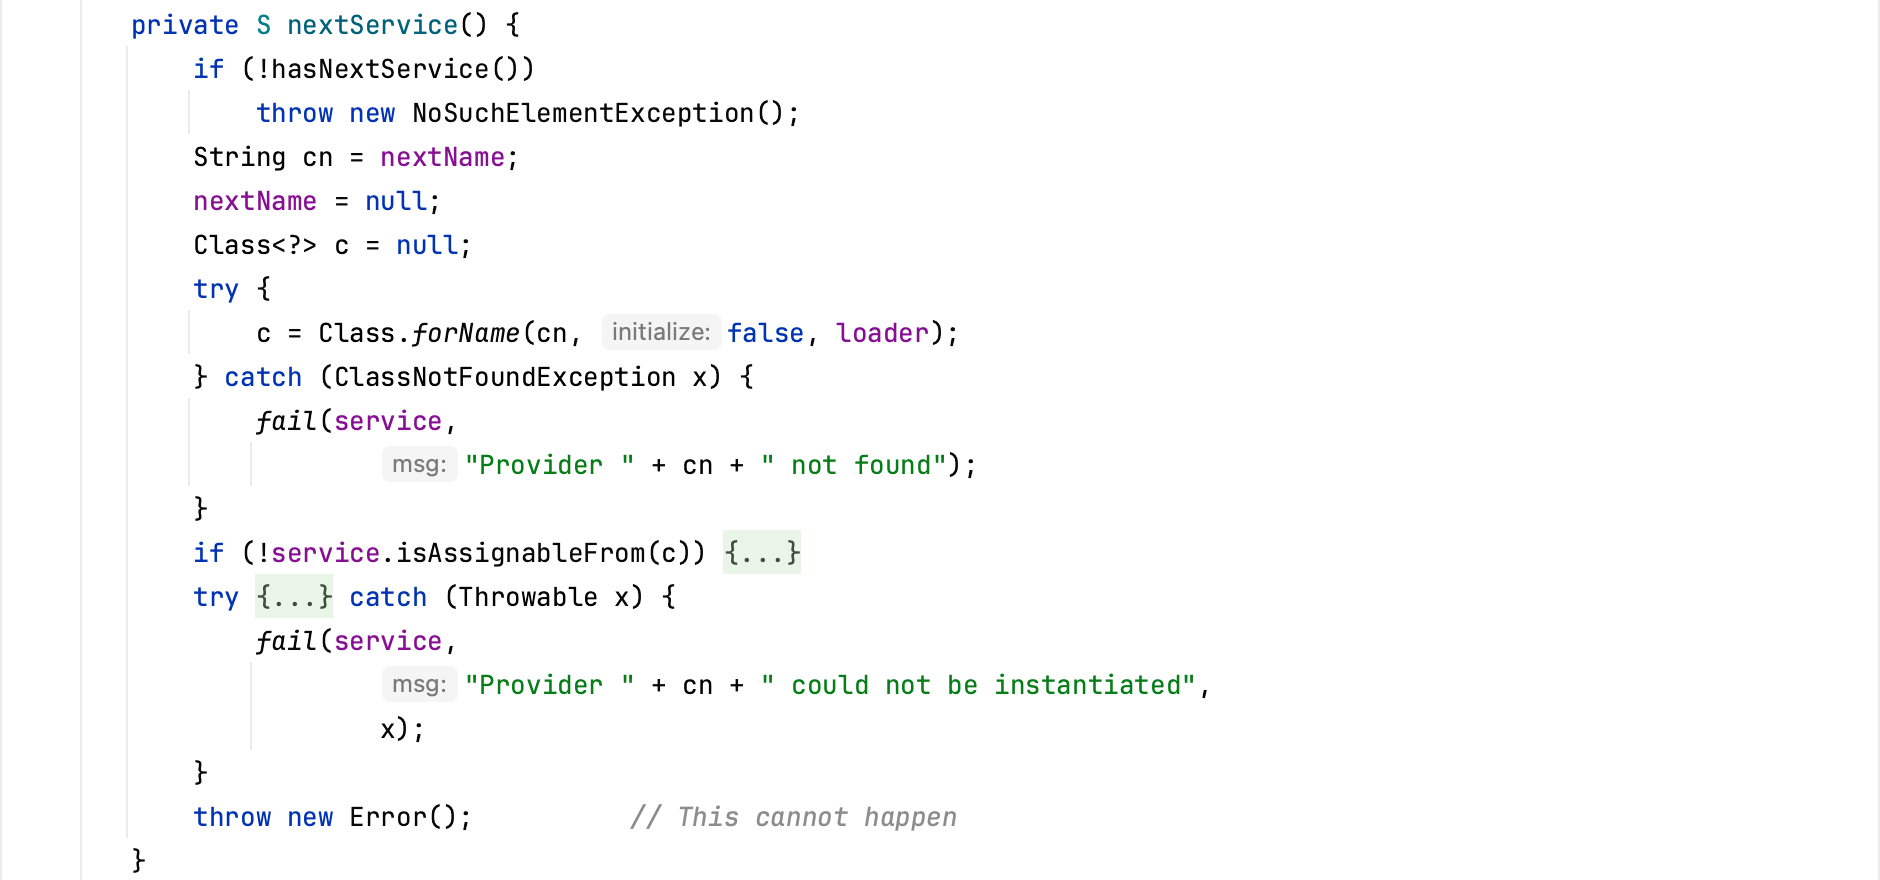 private S nextService() {
if (!hasNextService())
throw new NoSuchElementException();
String cn = nextName;
nextName = null;
Class<?> c = null;
try {
c = Class.forName(cn, initialize: false, loader);
} catch (ClassNotFoundException x) {
fail(service,
msg: "Provider " + cn + " not found");
}
if (!service.isAssignableFrom(c)) {...}
try {...} catch (Throwable x) {
fail(service,
msg: "Provider " + cn + " could not be instantiated",
x);
}
throw new Error(); // This cannot happen
}